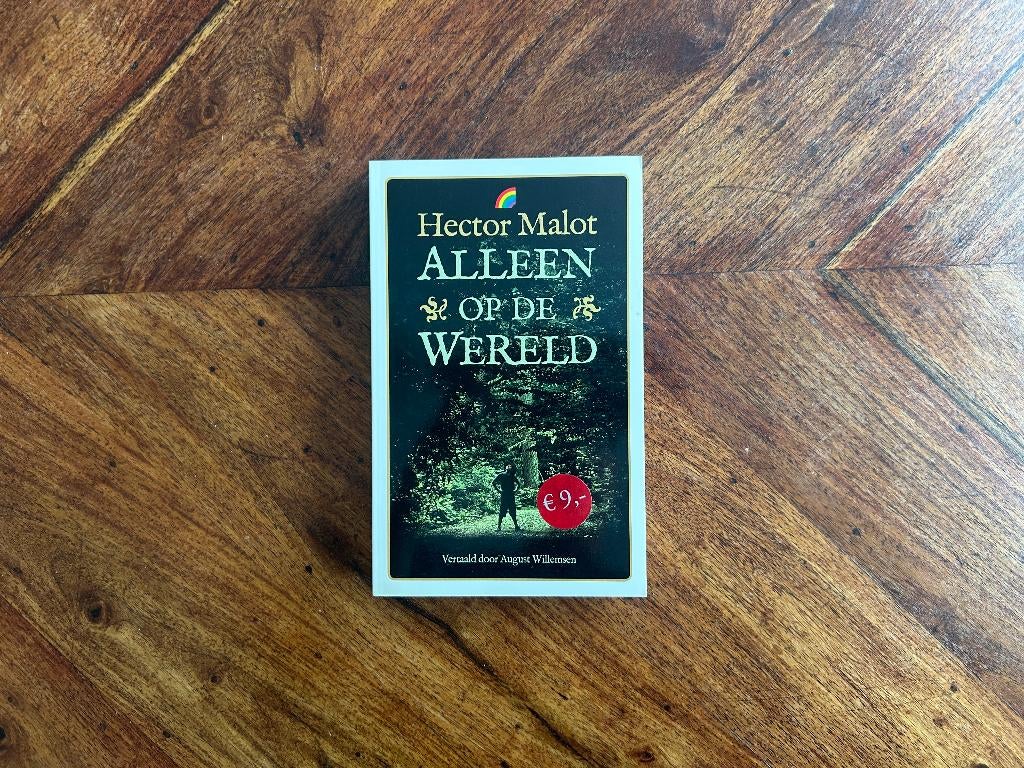 Hector Malot
ALLEEN
OP DE
WERELD
€ 9,-
Vertaald door August Willemsen